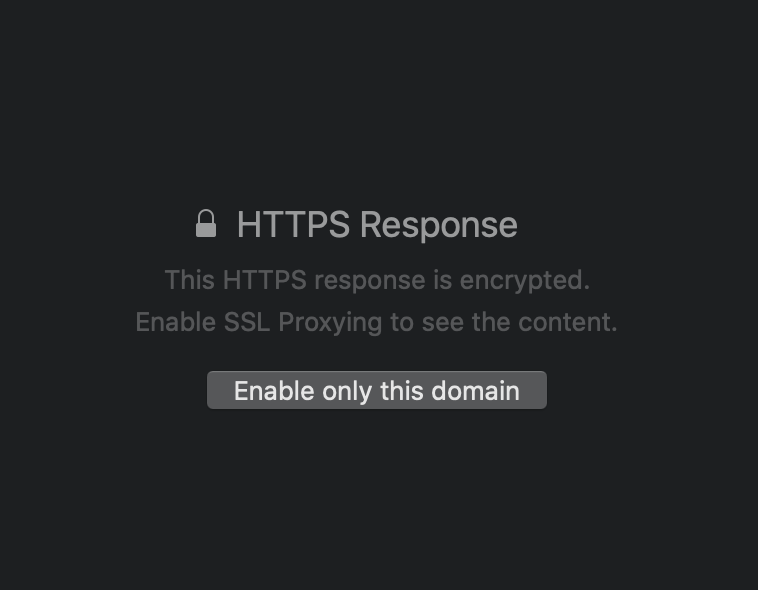 HTTPS Response
This HTTPS response is encrypted.
Enable SSL Proxying to see the content.
Enable only this domain